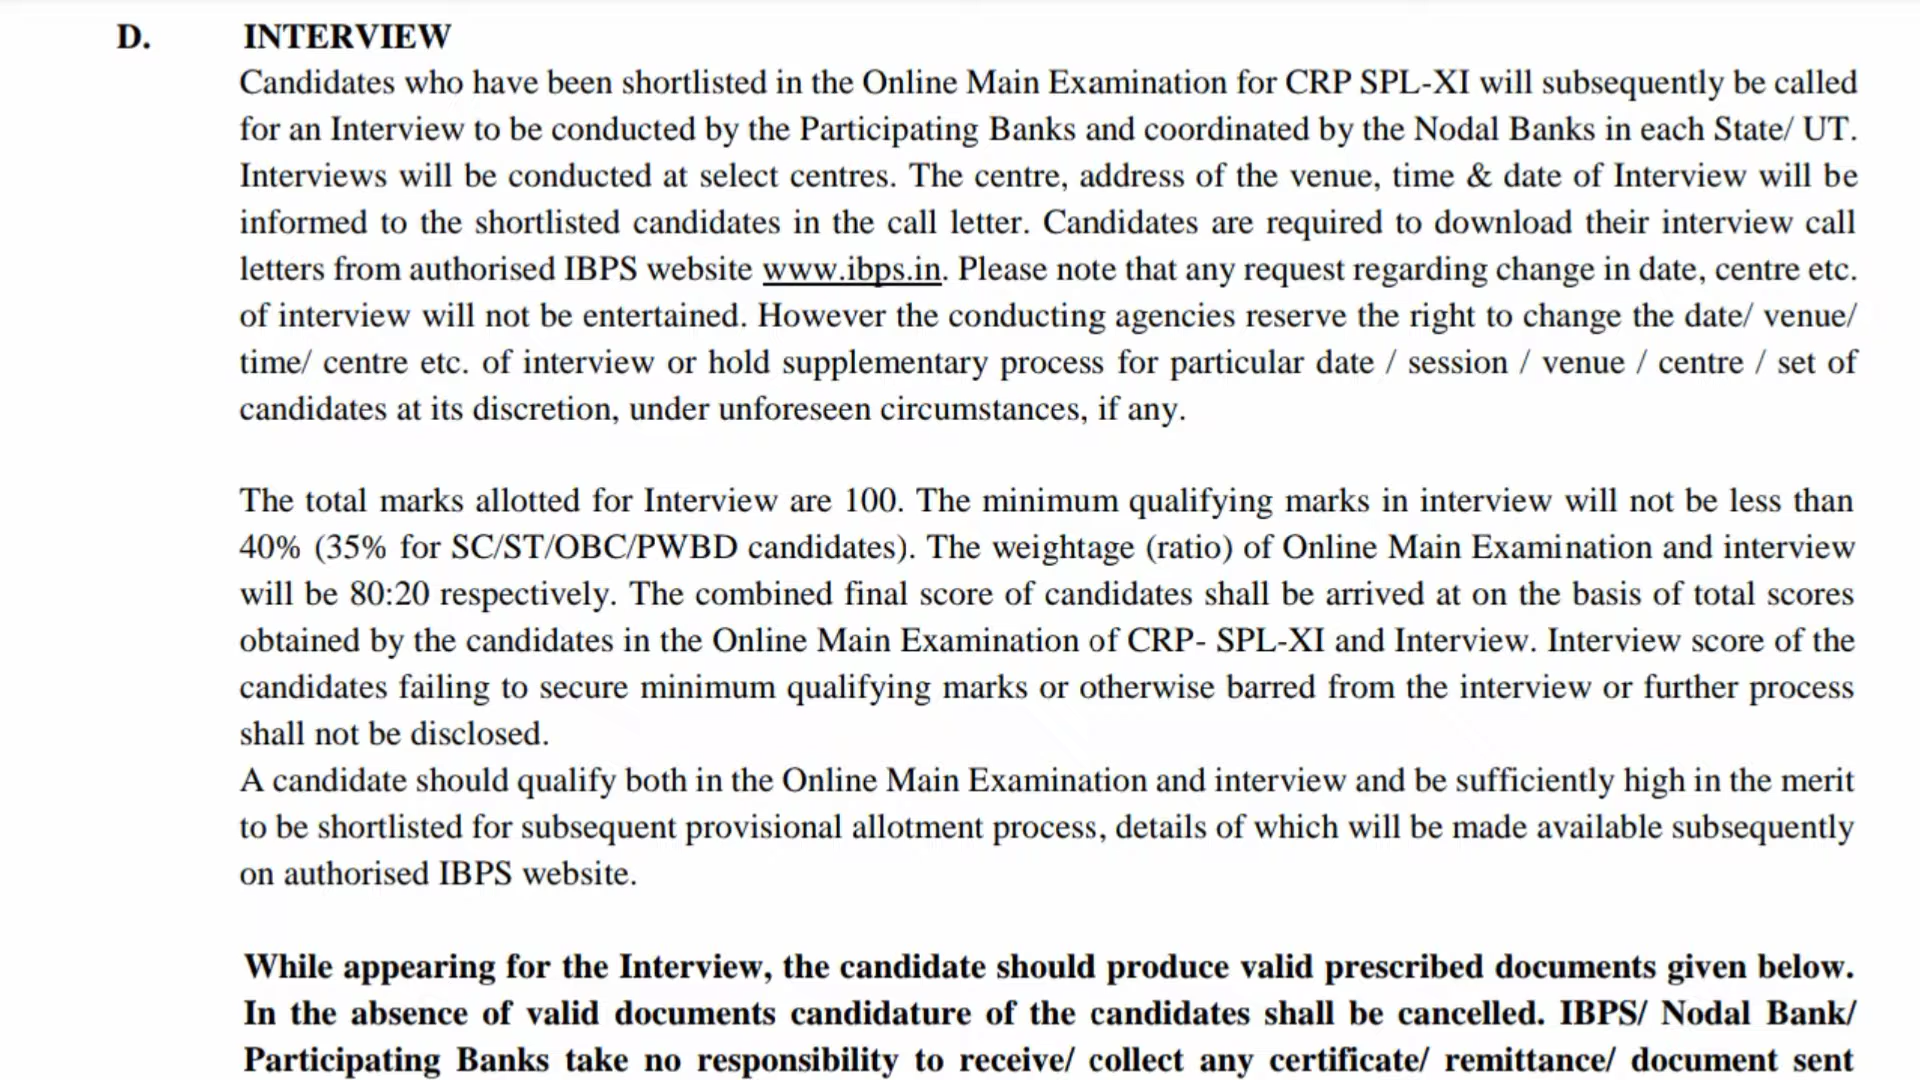 D. INTERVIEW
Candidates who have been shortlisted in the Online Main Examination for CRP SPL-XI will subsequently be called
for an Interview to be conducted by the Participating Banks and coordinated by the Nodal Banks in each State/ UT.
Interviews will be conducted at select centres. The centre, address of the venue, time & date of Interview will be
informed to the shortlisted candidates in the call letter. Candidates are required to download their interview call
letters from authorised IBPS website www.ibps.in. Please note that any request regarding change in date, centre etc.
of interview will not be entertained. However the conducting agencies reserve the right to change the date/ venue/
time/ centre etc. of interview or hold supplementary process for particular date / session / venue / centre / set of
candidates at its discretion, under unforeseen circumstances, if any.
The total marks allotted for Interview are 100. The minimum qualifying marks in interview will not be less than
40% (35% for SC/ST/OBC/PWBD candidates). The weightage (ratio) of Online Main Examination and interview
will be 80:20 respectively. The combined final score of candidates shall be arrived at on the basis of total scores
obtained by the candidates in the Online Main Examination of CRP- SPL-XI and Interview. Interview score of the
candidates failing to secure minimum qualifying marks or otherwise barred from the interview or further process
shall not be disclosed.
A candidate should qualify both in the Online Main Examination and interview and be sufficiently high in the merit
to be shortlisted for subsequent provisional allotment process, details of which will be made available subsequently
on authorised IBPS website.
While appearing for the Interview, the candidate should produce valid prescribed documents given below.
In the absence of valid documents candidature of the candidates shall be cancelled. IBPS/ Nodal Bank/
Participating Banks take no responsibility to receive/ collect any certificate/ remittance/ document sent